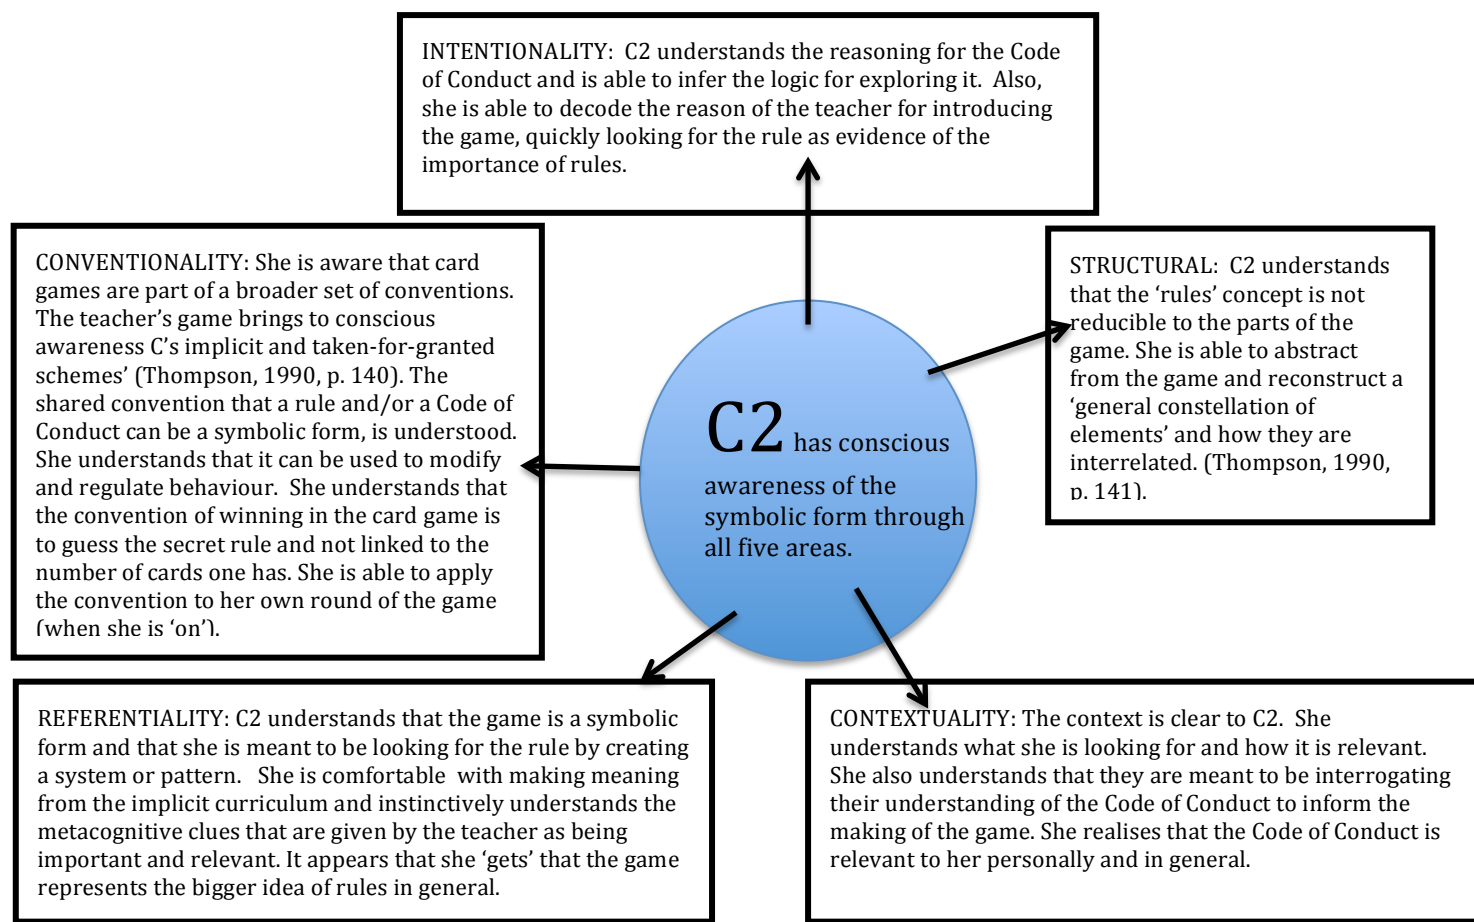 INTENTIONALITY:  C2 understands the reasoning for the Code
of Conduct and is able to infer the logic for exploring it.  Also,
she is able to decode the reason of the teacher for introducing
the game, quickly looking for the rule as evidence of the
importance of rules.
CONVENTIONALITY: She is aware that card
games are part of a broader set of conventions.
The teacher’s game brings to conscious
awareness C’s implicit and taken-for-granted
schemes’ (Thompson, 1990, p. 140). The
shared convention that a rule and/or a Code of
Conduct can be a symbolic form, is understood.
She understands that it can be used to modify
and regulate behaviour.  She understands that
the convention of winning in the card game is
to guess the secret rule and not linked to the
number of cards one has. She is able to apply
the convention to her own round of the game
(when she is ‘on’).
STRUCTURAL:  C2 understands
that the ‘rules’ concept is not
reducible to the parts of the
game. She is able to abstract
from the game and reconstruct a
‘general constellation of
elements’ and how they are
interrelated. (Thompson, 1990,
p. 141).
C2 has conscious
awareness of the
symbolic form through
all five areas.
REFERENTIALITY: C2 understands that the game is a symbolic
form and that she is meant to be looking for the rule by creating
a system or pattern.   She is comfortable  with making meaning
from the implicit curriculum and instinctively understands the
metacognitive clues that are given by the teacher as being
important and relevant. It appears that she ‘gets’ that the game
represents the bigger idea of rules in general.
CONTEXTUALITY: The context is clear to C2.  She
understands what she is looking for and how it is relevant.
She also understands that they are meant to be interrogating
their understanding of the Code of Conduct to inform the
making of the game. She realises that the Code of Conduct is
relevant to her personally and in general.